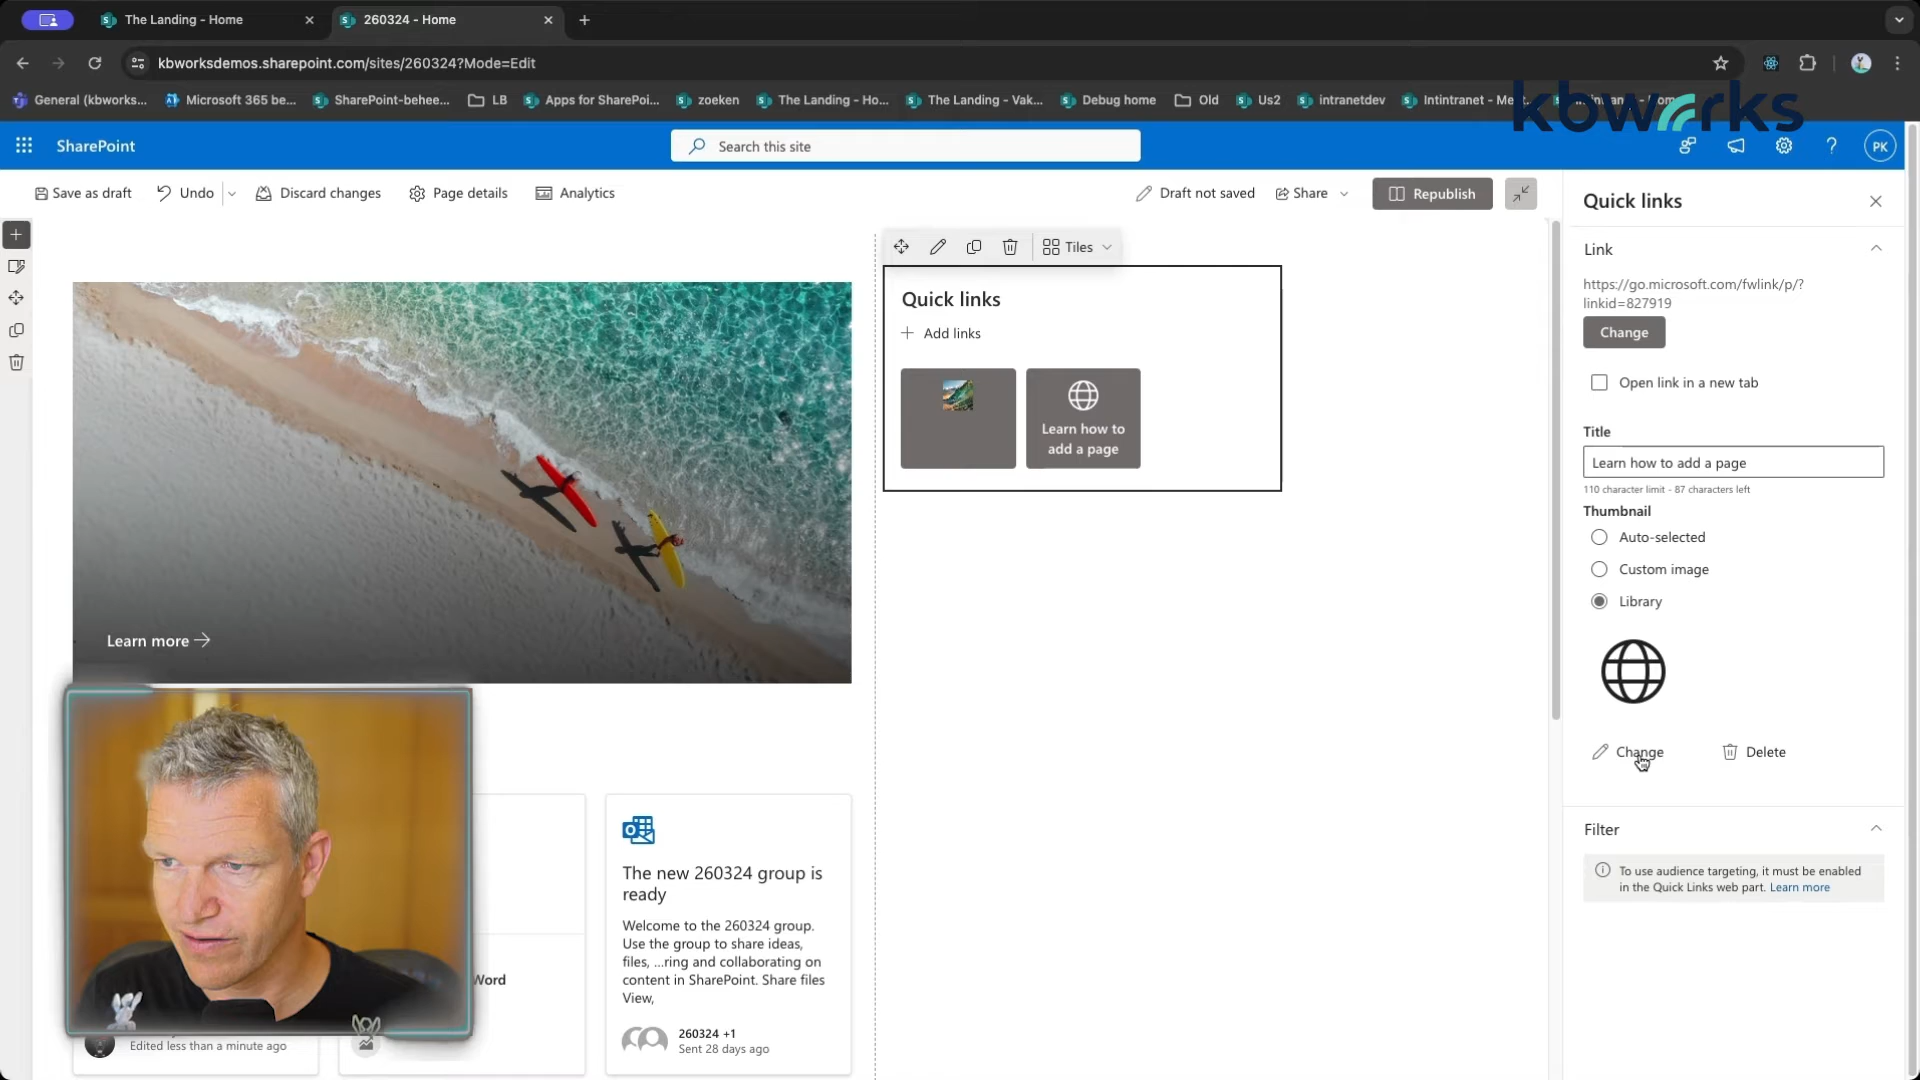 The Landing - Home
260324 - Home
kbworksdemos.sharepoint.com/sites/260324?Mode=Edit
General (kbworks...
Microsoft 365 be...
SharePoint-behee...
LB
Apps for SharePoi...
zoeken
The Landing - Ho...
The Landing - Vak...
Debug home
Old
Us2
intranetdev
Intintranet - Me
kbworks
SharePoint
Search this site
PK
Save as draft
Undo
Discard changes
Page details
Analytics
Draft not saved
Share
Republish
Quick links
Add links
Learn how to
add a page
Tiles
Learn more
Word
The new 260324 group is
ready
Welcome to the 260324 group.
Use the group to share ideas,
files, ...ring and collaborating on
content in SharePoint. Share files
View,
260324 +1
Sent 28 days ago
Edited less than a minute ago
Quick links
Link
https://go.microsoft.com/fwlink/p/?
linkid=827919
Change
Open link in a new tab
Title
Learn how to add a page
110 character limit - 87 characters left
Thumbnail
Auto-selected
Custom image
Library
Change
Delete
Filter
To use audience targeting, it must be enabled
in the Quick Links web part. Learn more